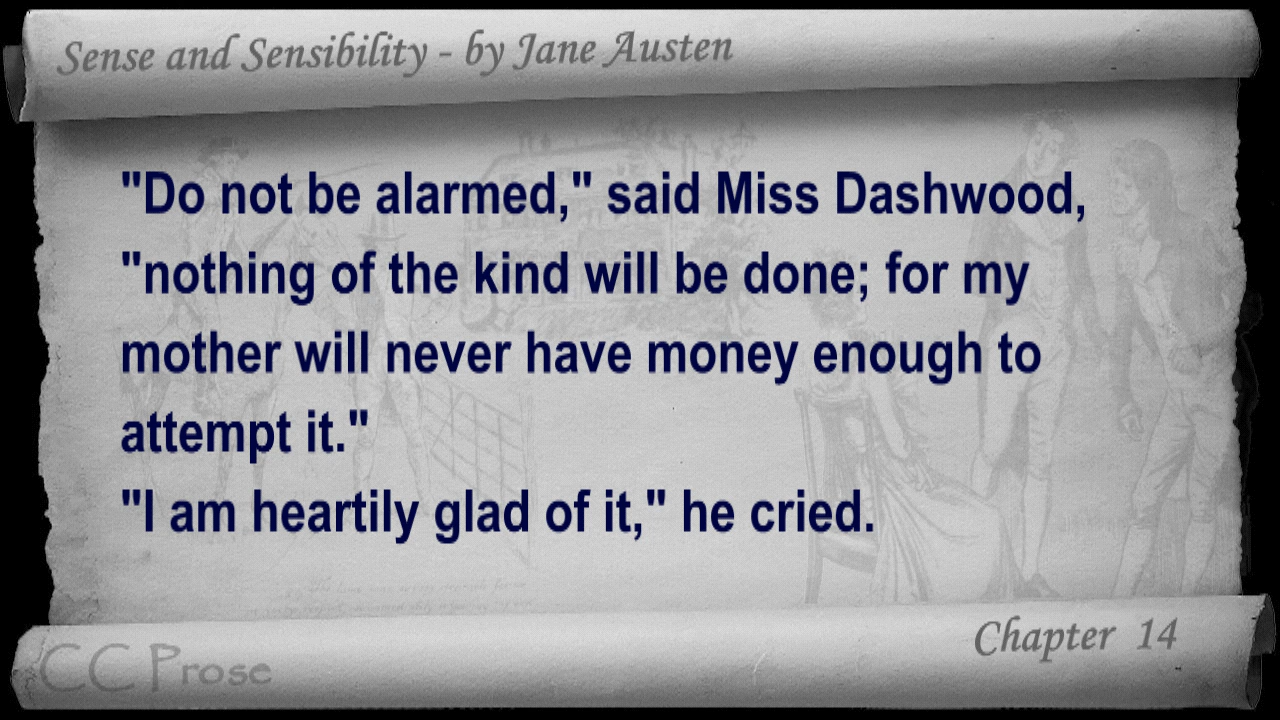 Sense and Sensibility - by Jane Austen
"Do not be alarmed," said Miss Dashwood,
"nothing of the kind will be done; for my
mother will never have money enough to
attempt it."
"I am heartily glad of it," he cried.
Chapter 14
CC Prose